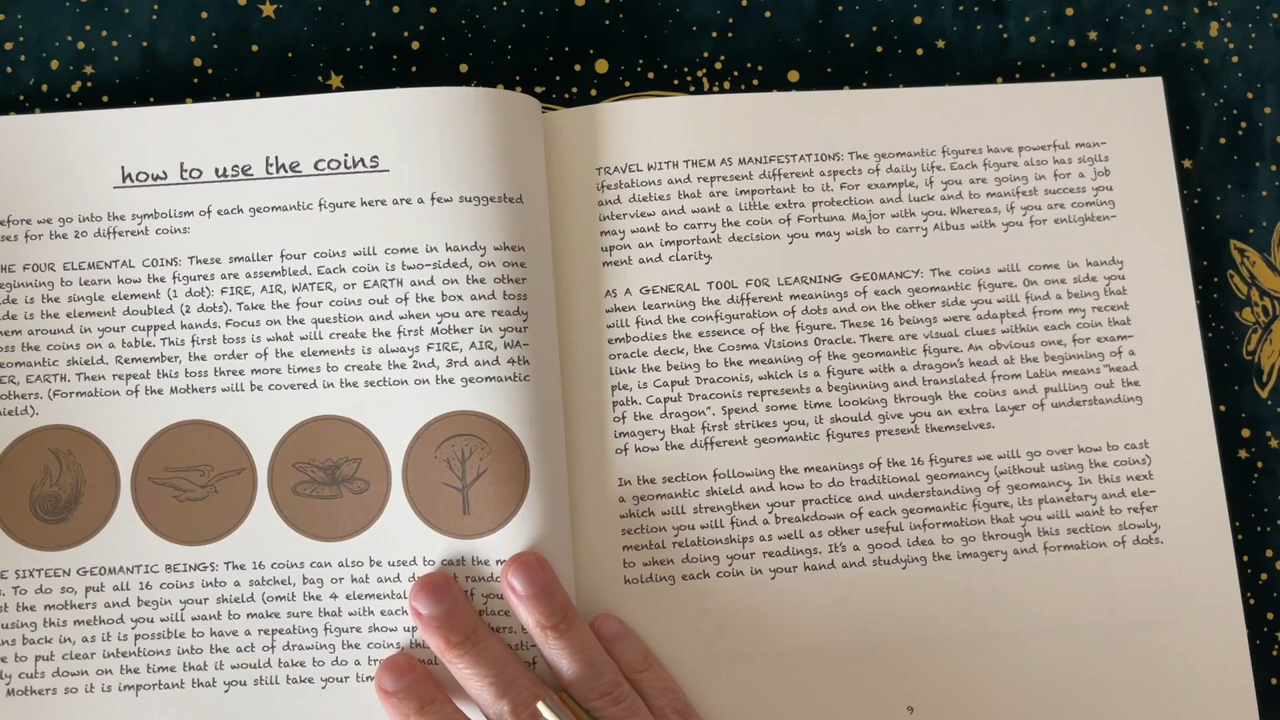 how to use the coins
efore we go into the symbolism of each geomantic figure here are a few suggested
ses for the 20 different coins:
HE FOUR ELEMENTAL COINS: These smaller four coins will come in handy when
eginning to learn how the figures are assembled. Each coin is two-sided, on one
de is the single element (1 dot): FIRE, AIR, WATER, or EARTH and on the other
de is the element doubled (2 dots). Take the four coins out of the box and toss
hem around in your cupped hands. Focus on the question and when you are ready
oss the coins on a table. This first toss is what will create the first Mother in your
eomantic shield. Remember, the order of the elements is always FIRE, AIR, WA-
ER, EARTH. Then repeat this toss three more times to create the 2nd, 3rd and 4th
others. (Formation of the Mothers will be covered in the section on the geomantic
hield).
E SIXTEEN GEOMANTIC BEINGS: The 16 coins can also be used to cast the
s. To do so, put all 16 coins into a satchel, bag or hat and
st the mothers and begin your shield (omit the 4 elemental If you
using this method you will want to make sure that with each place
ns back in, as it is possible to have a repeating figure show up
e to put clear intentions into the act of drawing the coins,
ly cuts down on the time that it would take to do a of
Mothers so it is important that you still take your
TRAVEL WITH THEM AS MANIFESTATIONS: The geomantic figures have powerful man-
ifestations and represent different aspects of daily life. Each figure also has sigils
and dieties that are important to it. For example, if you are going in for a job
interview and want a little extra protection and luck and to manifest success you
may want to carry the coin of Fortuna Major with you. Whereas, if you are coming
upon an important decision you may wish to carry Albus with you for enlighten-
ment and clarity.
AS A GENERAL TOOL FOR LEARNING GEOMANCY: The coins will come in handy
when learning the different meanings of each geomantic figure. On one side you
will find the configuration of dots and on the other side you will find a being that
embodies the essence of the figure. These 16 beings were adapted from my recent
oracle deck, the Cosma Visions Oracle. There are visual clues within each coin that
link the being to the meaning of the geomantic figure. An obvious one, for exam-
ple, is Caput Draconis, which is a figure with a dragon's head at the beginning of a
path. Caput Draconis represents a beginning and translated from Latin means "head
of the dragon". Spend some time looking through the coins and pulling out the
imagery that first strikes you, it should give you an extra layer of understanding
of how the different geomantic figures present themselves.
In the section following the meanings of the 16 figures we will go over how to cast
a geomantic shield and how to do traditional geomancy (without using the coins)
which will strengthen your practice and understanding of geomancy. In this next
section you will find a breakdown of each geomantic figure, its planetary and ele-
mental relationships as well as other useful information that you will want to refer
to when doing your readings. It's a good idea to go through this section slowly,
holding each coin in your hand and studying the imagery and formation of dots.
9